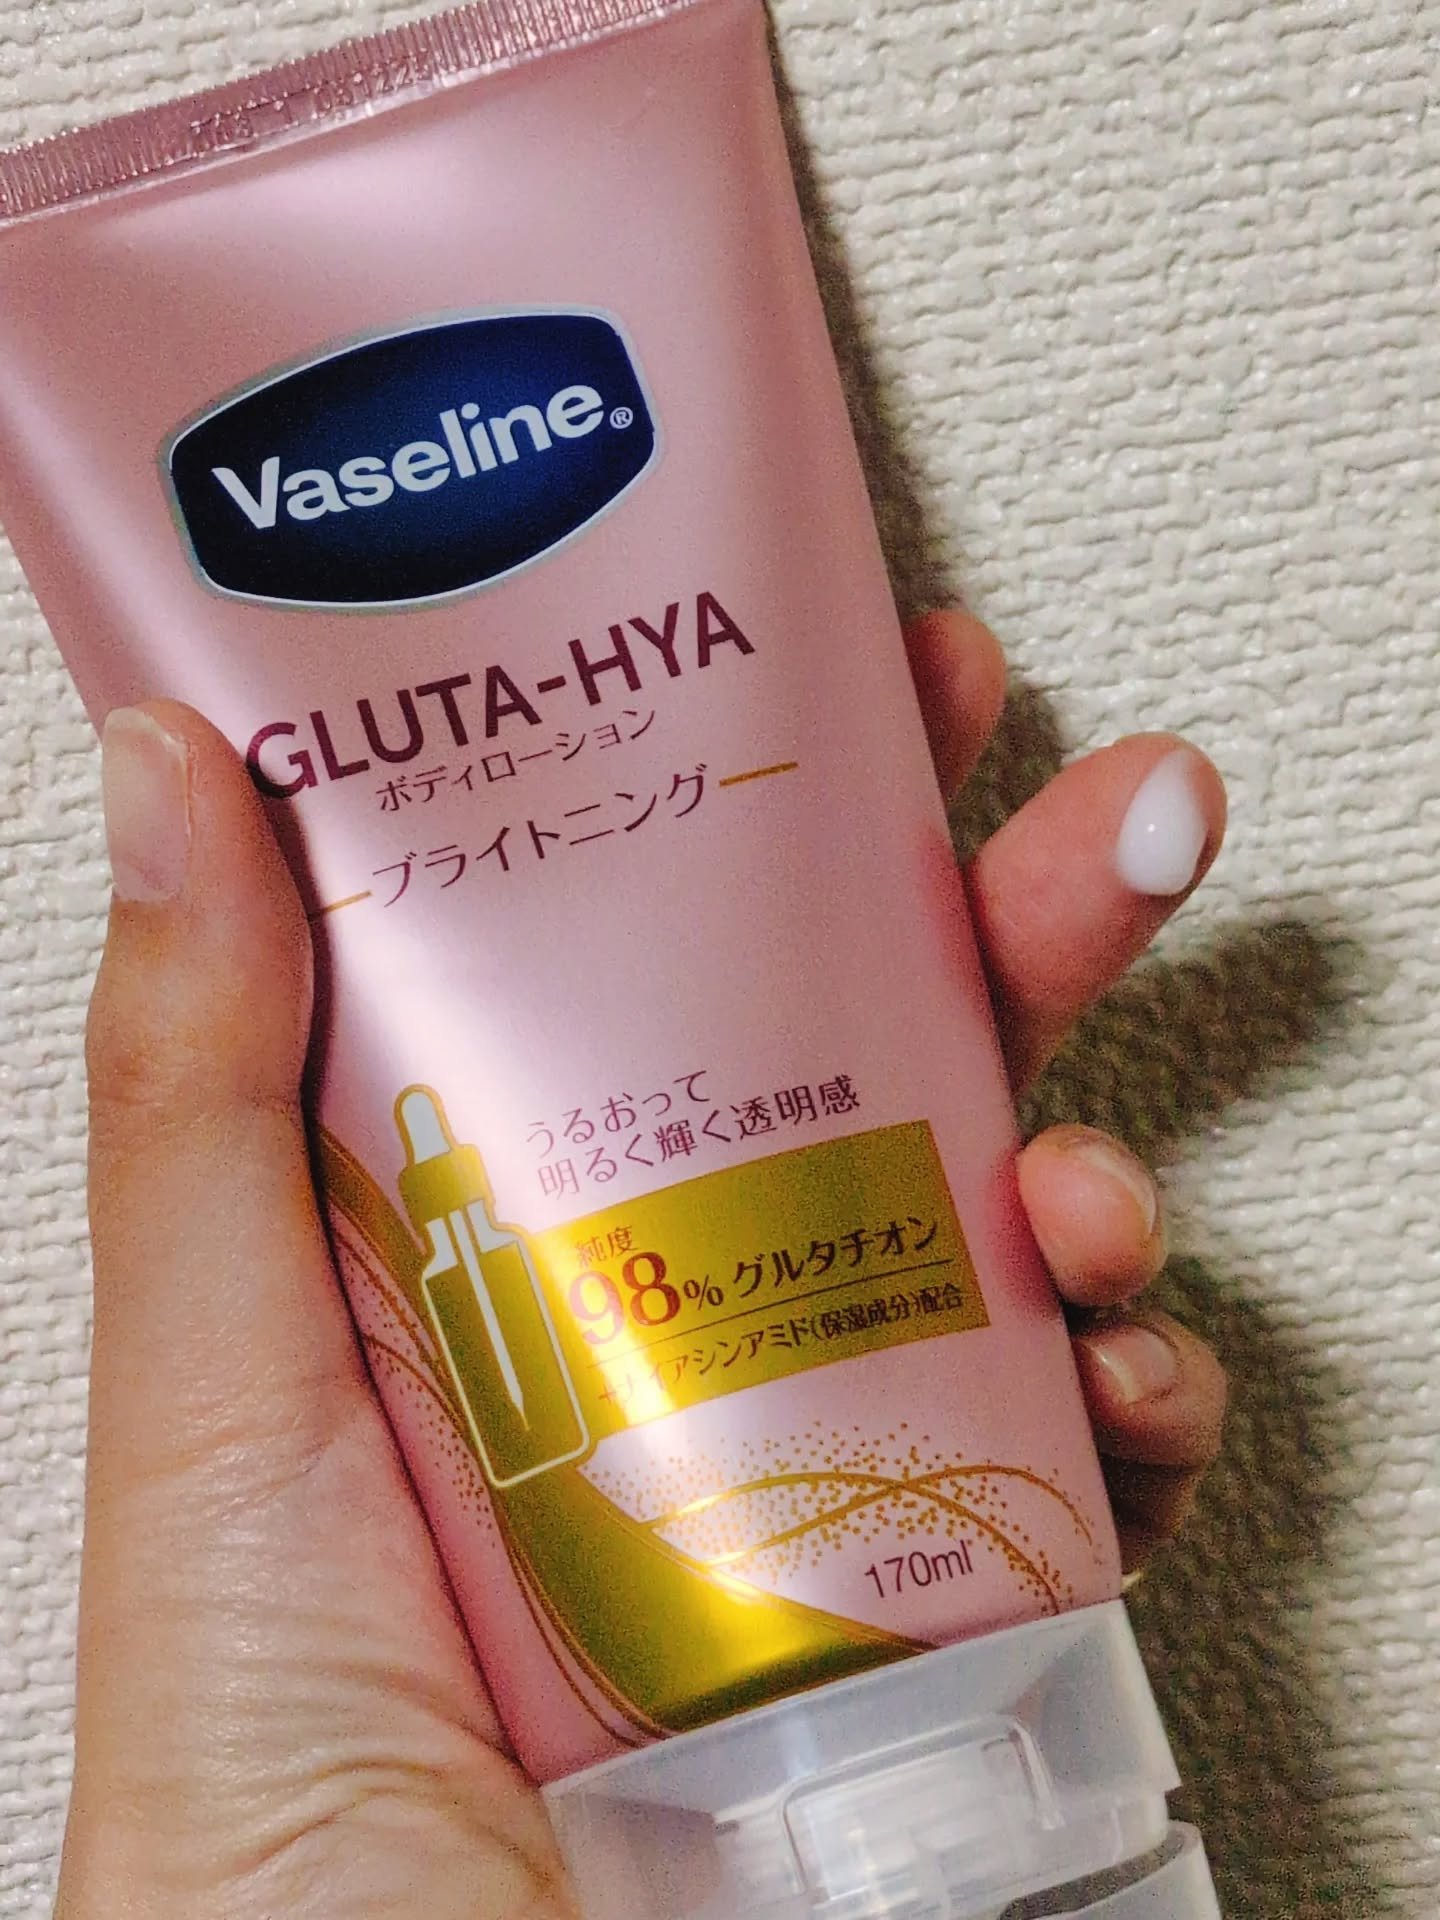 Vaseline®
GLUTA-HYA
ボディローション
ブライトニング
うるおって
明るく輝く透明感
純度
98%グルタチオン
+ナイアシンアミド(保湿成分)配合
170ml